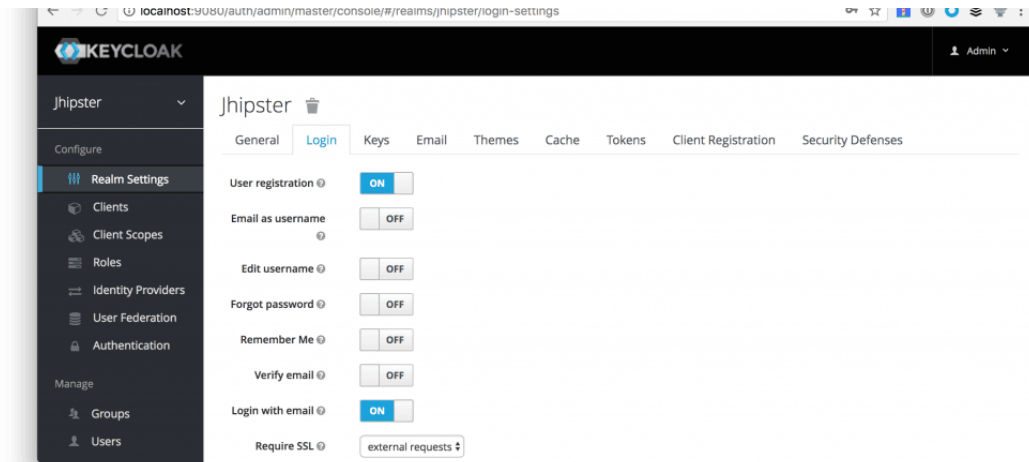 localhost:9080/auth/admin/master/console/#/realms/jhipster/login-settings
KEYCLOAK
Admin
Jhipster
Jhipster
General Login Keys Email Themes Cache Tokens Client Registration Security Defenses
Configure
Realm Settings
Clients
Client Scopes
Roles
Identity Providers
User Federation
Authentication
Manage
Groups
Users
User registration ON
Email as username OFF
Edit username OFF
Forgot password OFF
Remember Me OFF
Verify email OFF
Login with email ON
Require SSL external requests